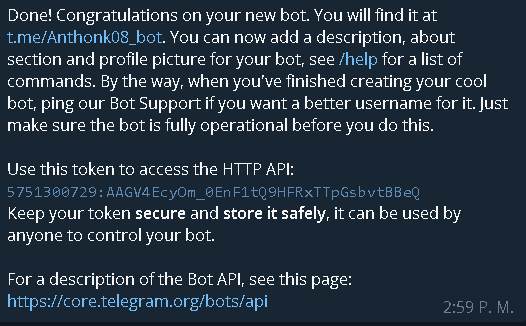 Done! Congratulations on your new bot. You will find it at
t.me/Anthonk08_bot. You can now add a description, about
section and profile picture for your bot, see /help for a list of
commands. By the way, when you've finished creating your cool
bot, ping our Bot Support if you want a better username for it. Just
make sure the bot is fully operational before you do this.
Use this token to access the HTTP API:
5751300729:AAGV4EcyOm_0EnF1tQ9HFRxTTpGsbvtBBeQ
Keep your token secure and store it safely, it can be used by
anyone to control your bot.
For a description of the Bot API, see this page:
https://core.telegram.org/bots/api
2:59 P. M.